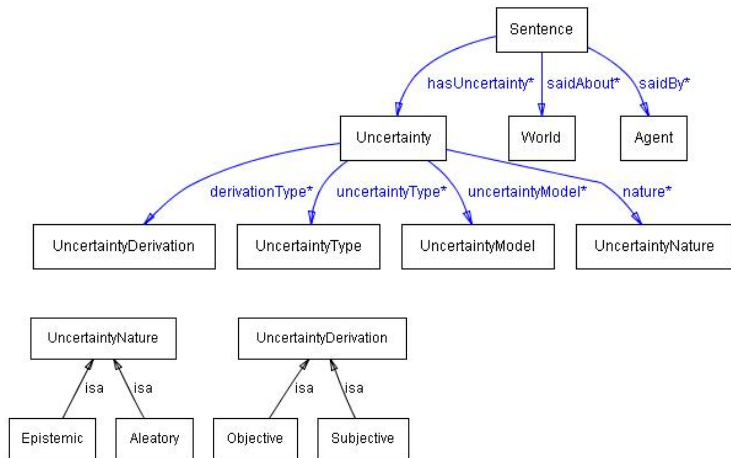 Sentence
hasUncertainty* saidAbout* saidBy*
Uncertainty World Agent
derivationType* uncertaintyType* uncertaintyModel* nature*
UncertaintyDerivation UncertaintyType UncertaintyModel UncertaintyNature
UncertaintyNature UncertaintyDerivation
isa isa isa isa
Epistemic Aleatory Objective Subjective